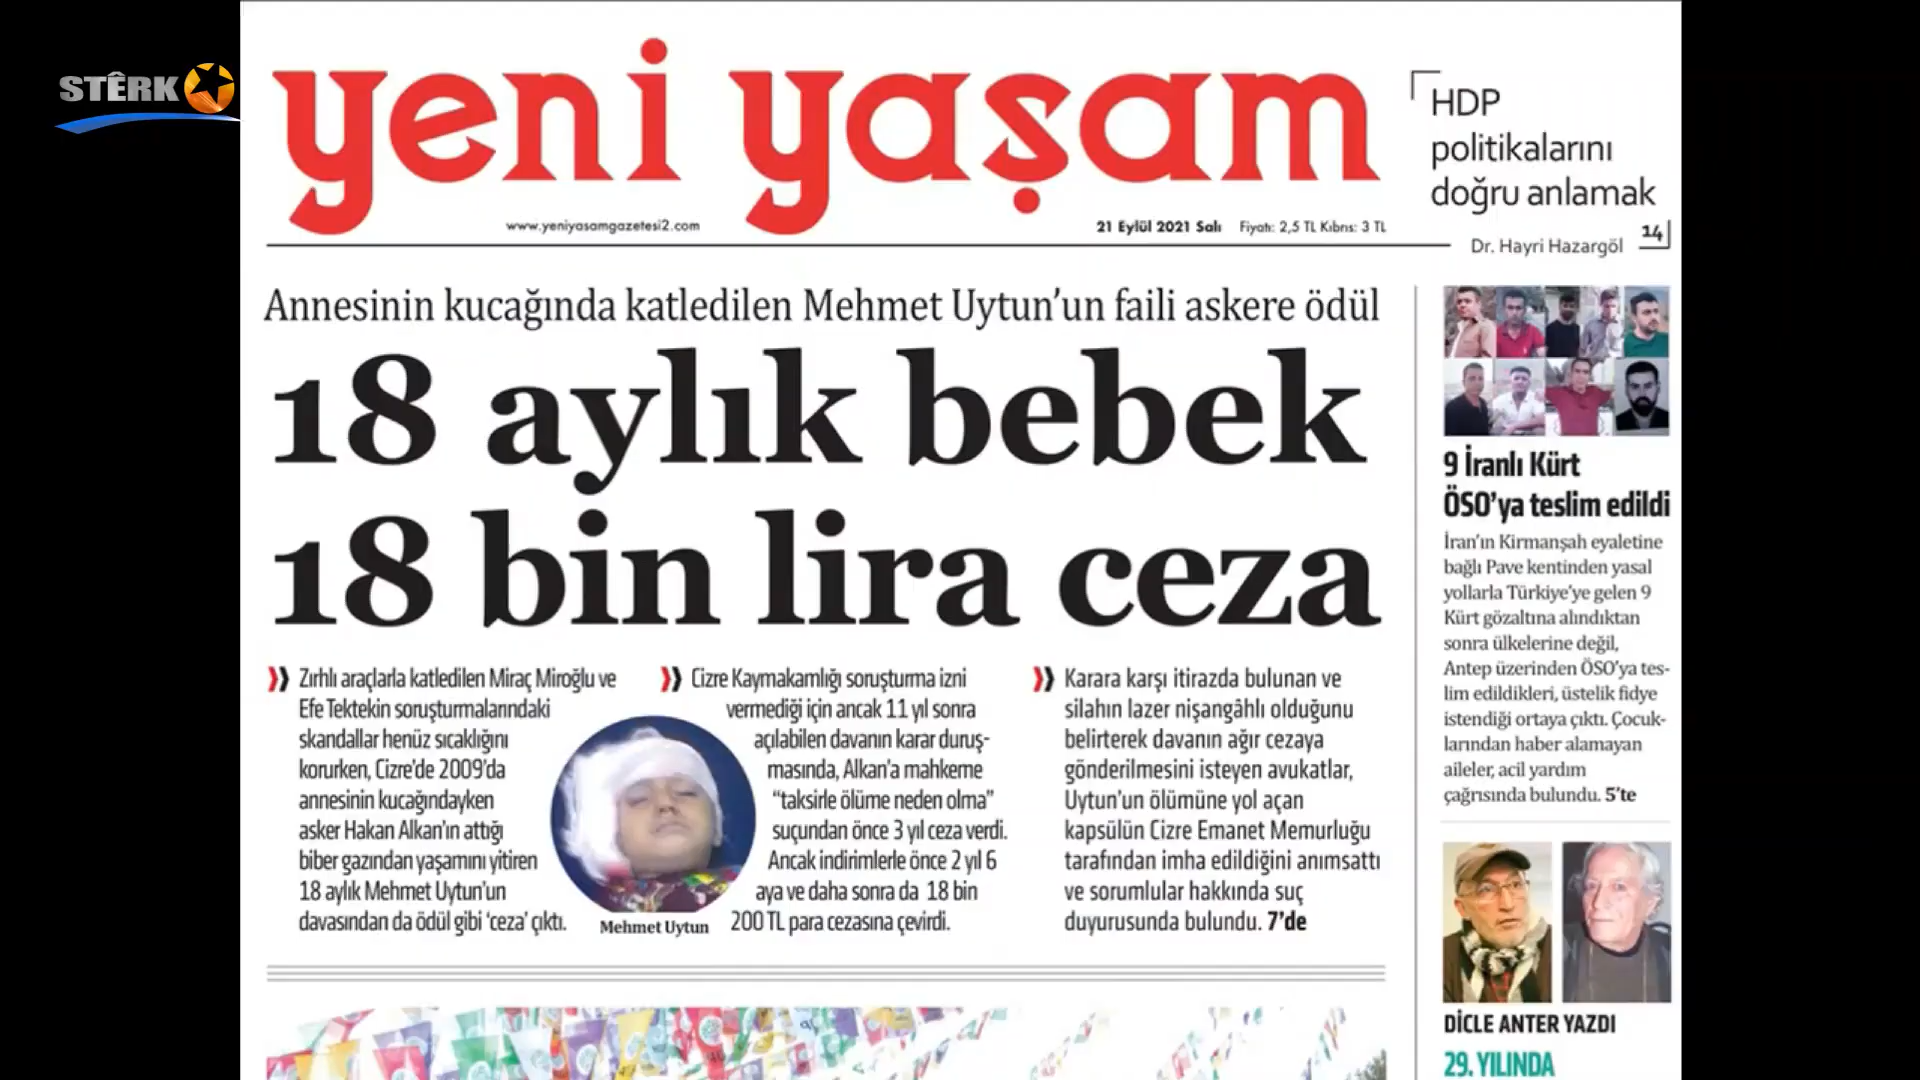 STÊRK
yeni yaşam
www.yeniyasamgazetesi2.com
21 Eylül 2021 Salı Fiyatı: 2,5 TL Kıbrıs: 3 TL
HDP
politikalarını
doğru anlamak
Dr. Hayri Hazargöl 14
Annesinin kucağında katledilen Mehmet Uytun’un faili askere ödül
18 aylık bebek
18 bin lira ceza
Zırhlı araçlarla katledilen Miraç Miroğlu ve
Efe Tektekin soruşturmalarındaki
skandallar henüz sıcaklığını
korurken, Cizre’de 2009’da
annesinin kucağındayken
asker Hakan Alkan’ın attığı
biber gazından yaşamını yitiren
18 aylık Mehmet Uytun’un
davasından da ödül gibi ‘ceza’ çıktı.
Mehmet Uytun
Cizre Kaymakamlığı soruşturma izni
vermediği için ancak 11 yıl sonra
açılabilen davanın karar duruş-
masında, Alkan’a mahkeme
“taksirle ölüme neden olma”
suçundan önce 3 yıl ceza verdi.
Ancak indirimlerle önce 2 yıl 6
aya ve daha sonra da 18 bin
200 TL para cezasına çevirdi.
Karara karşı itirazda bulunan ve
silahın lazer nişangâhlı olduğunu
belirterek davanın ağır cezaya
gönderilmesini isteyen avukatlar,
Uytun’un ölümüne yol açan
kapsülün Cizre Emanet Memurluğu
tarafından imha edildiğini anımsattı
ve sorumlular hakkında suç
duyurusunda bulundu. 7’de
9 İranlı Kürt
ÖSO’ya teslim edildi
İran’ın Kirmanşah eyaletine
bağlı Pave kentinden yasal
yollarla Türkiye’ye gelen 9
Kürt gözaltına alındıktan
sonra ülkelerine değil,
Antep üzerinden ÖSO’ya tes-
lim edildikleri, üstelik fidye
istendiği ortaya çıktı. Çocuk-
larından haber alamayan
aileler, acil yardım
çağrısında bulundu. 5’te
DİCLE ANTER YAZDI
29. YILINDA